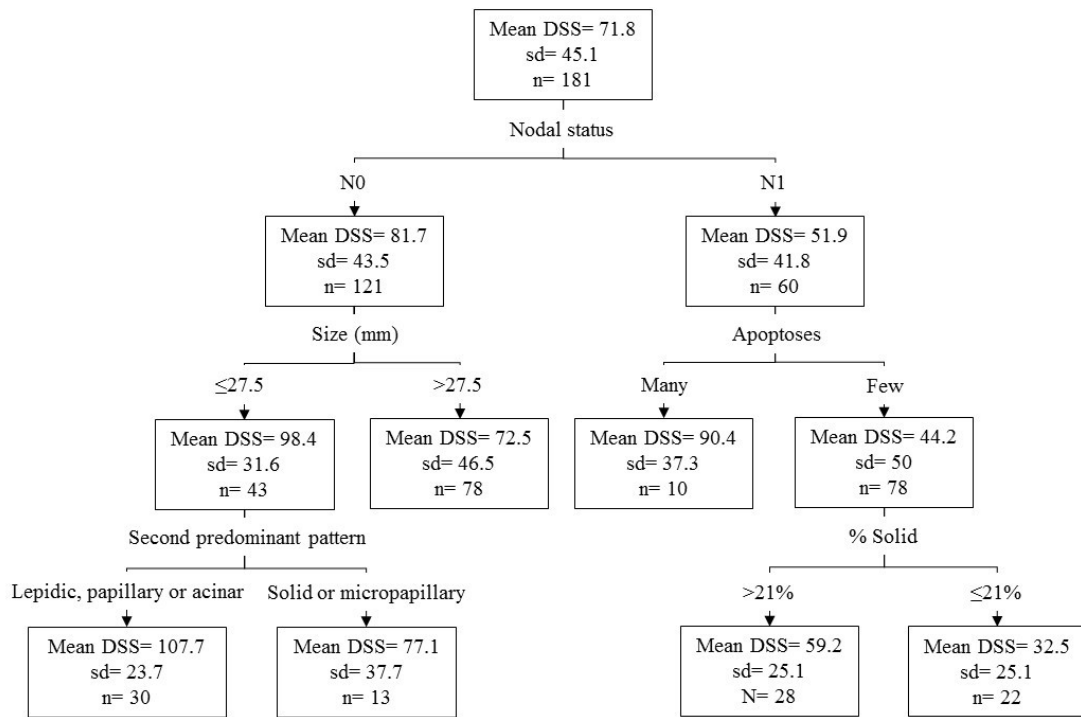 Mean DSS= 71.8
sd= 45.1
n= 181
Nodal status
N0
N1
Mean DSS= 81.7
sd= 43.5
n= 121
Mean DSS= 51.9
sd= 41.8
n= 60
Size (mm)
Apoptoses
≤27.5
>27.5
Many
Few
Mean DSS= 98.4
sd= 31.6
n= 43
Mean DSS= 72.5
sd= 46.5
n= 78
Mean DSS= 90.4
sd= 37.3
n= 10
Mean DSS= 44.2
sd= 50
n= 78
Second predominant pattern
% Solid
Lepidic, papillary or acinar
Solid or micropapillary
>21%
≤21%
Mean DSS= 107.7
sd= 23.7
n= 30
Mean DSS= 77.1
sd= 37.7
n= 13
Mean DSS= 59.2
sd= 25.1
N= 28
Mean DSS= 32.5
sd= 25.1
n= 22